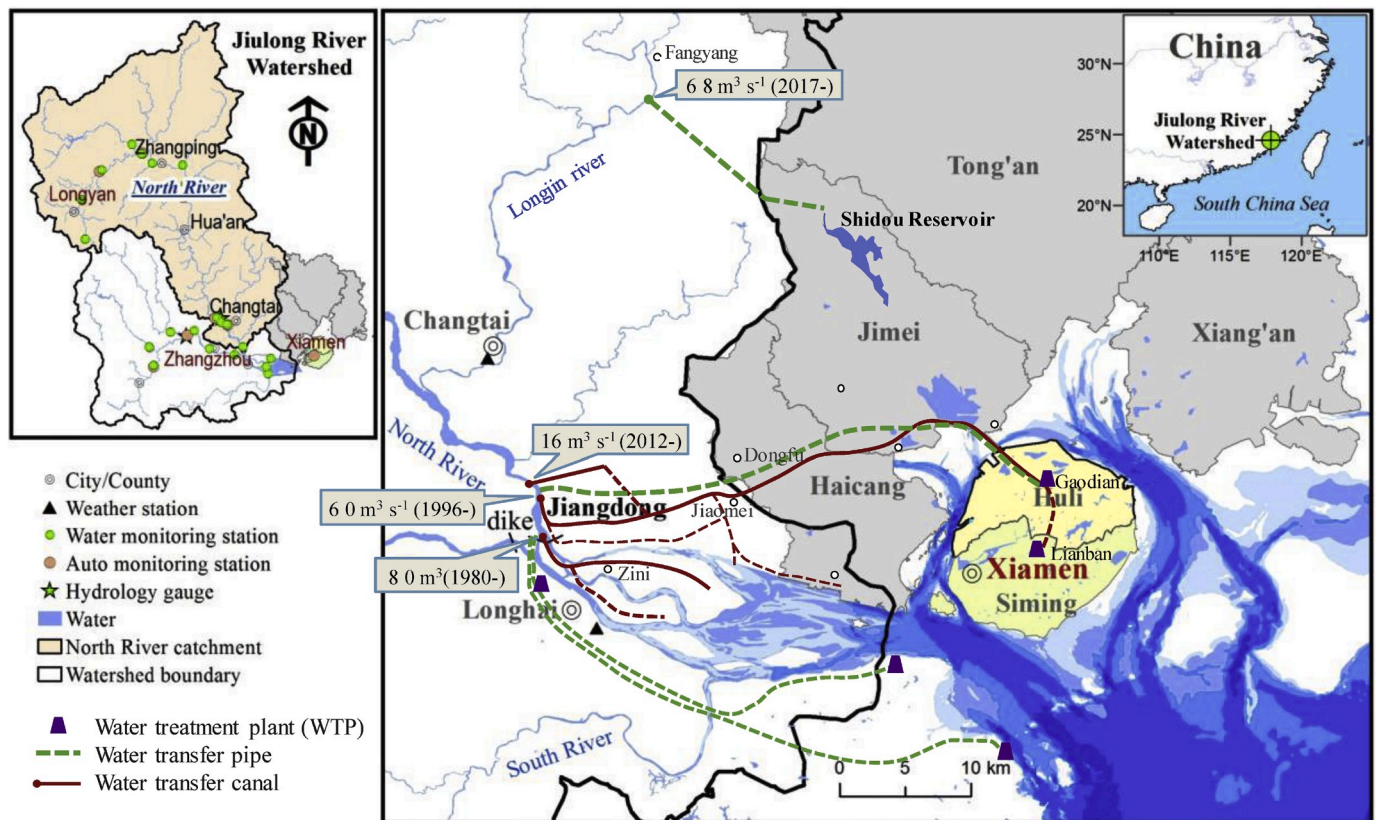 Jiulong River
Watershed
N
Zhangping
North River
Longyan
Hua'an
Changtai
Xiamen
Zhangzhou
City/County
Weather station
Water monitoring station
Auto monitoring station
Hydrology gauge
Water
North River catchment
Watershed boundary
Water treatment plant (WTP)
Water transfer pipe
Water transfer canal
Fangyang
6 8 m³ s⁻¹ (2017-)
Longjin river
Tong'an
Shidou Reservoir
Changtai
Jimei
Xiang'an
North River
16 m³ s⁻¹ (2012-)
Dongfu
Haicang
Gaodian
Huli
6 0 m³ s⁻¹ (1996-)
Jiangdong
Jiaomei
dike
Lianban
8 0 m³(1980-)
Zini
Xiamen
Longhai
Siming
South River
0 5 10 km
China
30°N
25°N
20°N
Jiulong River
Watershed
South China Sea
110°E 115°E 120°E